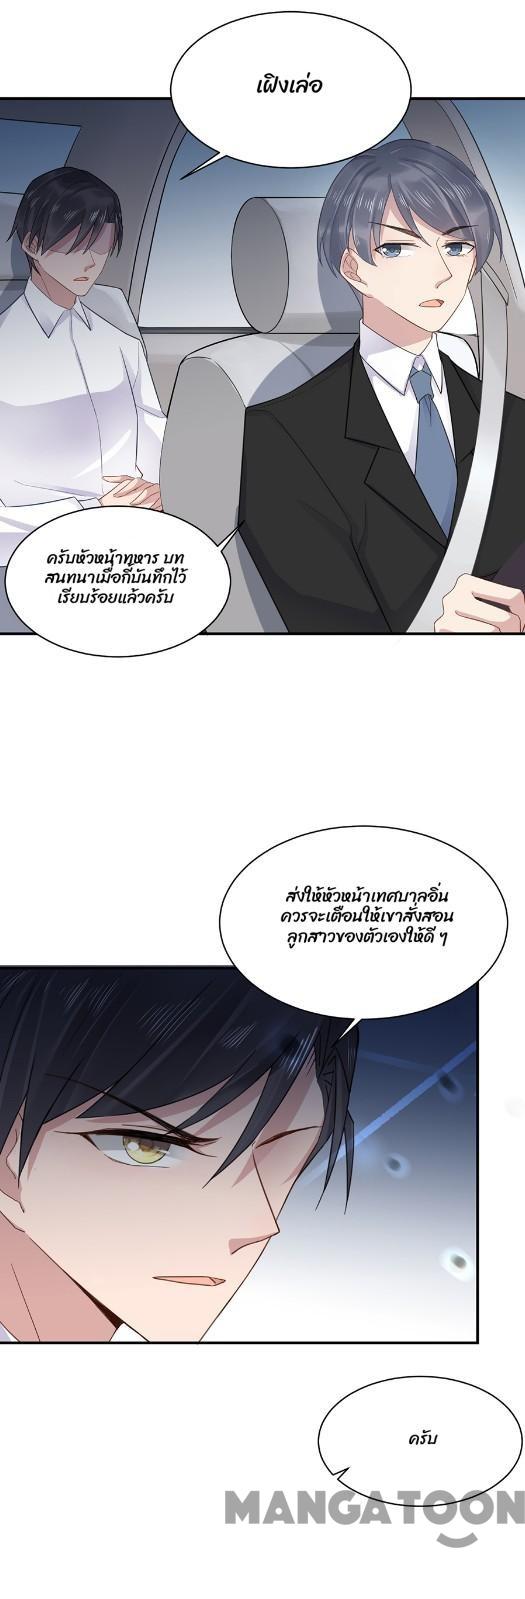 เฝิงเล่อ
ครับหัวหน้าทหาร บท
สนทนาเมื่อกี้บันทึกไว้
เรียบร้อยแล้วครับ
ส่งให้หัวหน้าเทศบาลอิ่น
ควรจะเตือนให้เขาสั่งสอน
ลูกสาวของตัวเองให้ดี ๆ
ครับ
MANGATOON